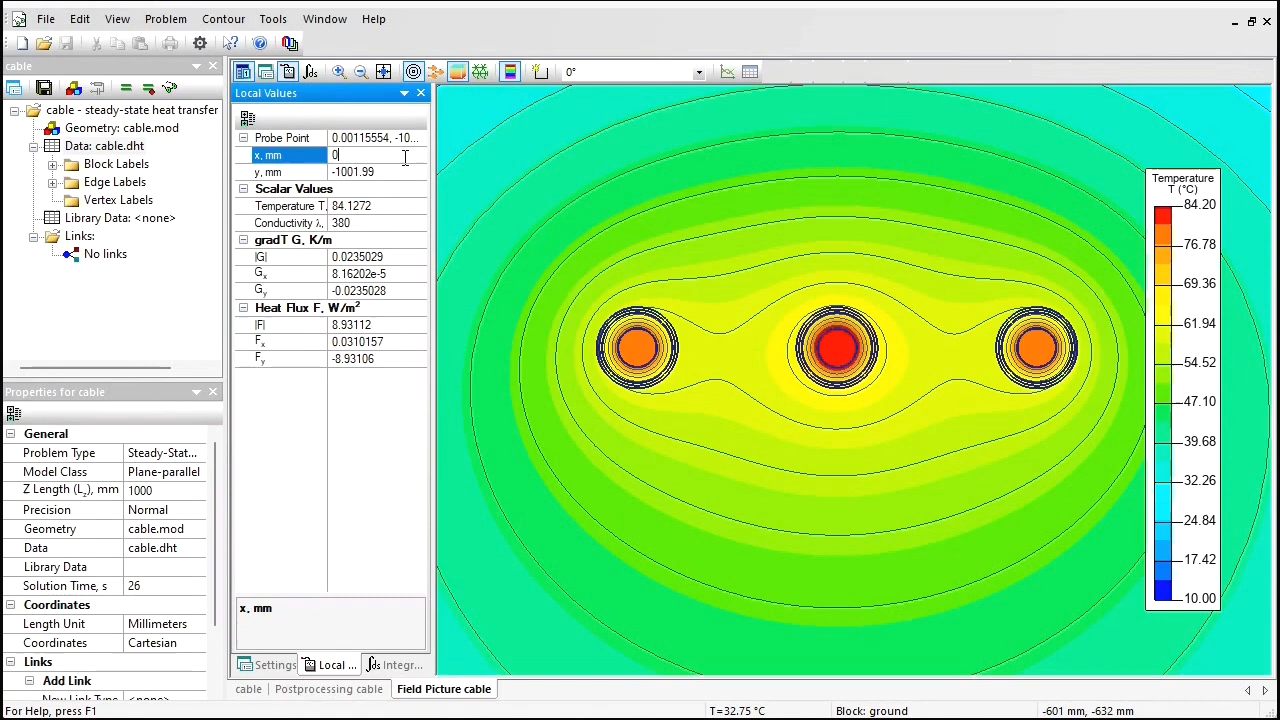 File Edit View Problem Contour Tools Window Help
0°
cable
cable - steady-state heat transfer
Geometry: cable.mod
Data: cable.dht
Block Labels
Edge Labels
Vertex Labels
Library Data: <none>
Links:
No links
Properties for cable
General
Problem Type Steady-Stat...
Model Class Plane-parallel
Z Length (Lz), mm 1000
Precision Normal
Geometry cable.mod
Data cable.dht
Library Data
Solution Time, s 26
Coordinates
Length Unit Millimeters
Coordinates Cartesian
Links
Add Link
New Link Type <none>
Local Values
Probe Point 0.00115554, -10...
x, mm 0
y, mm -1001.99
Scalar Values
Temperature T, 84.1272
Conductivity λ, 380
gradT G, K/m
|G| 0.0235029
Gx 8.16202e-5
Gy -0.0235028
Heat Flux F, W/m²
|F| 8.93112
Fx 0.0310157
Fy -8.93106
x, mm
Settings Local ... Integr...
cable Postprocessing cable Field Picture cable
Temperature
T (°C)
84.20
76.78
69.36
61.94
54.52
47.10
39.68
32.26
24.84
17.42
10.00
For Help, press F1 T=32.75 °C Block: ground -601 mm, -632 mm